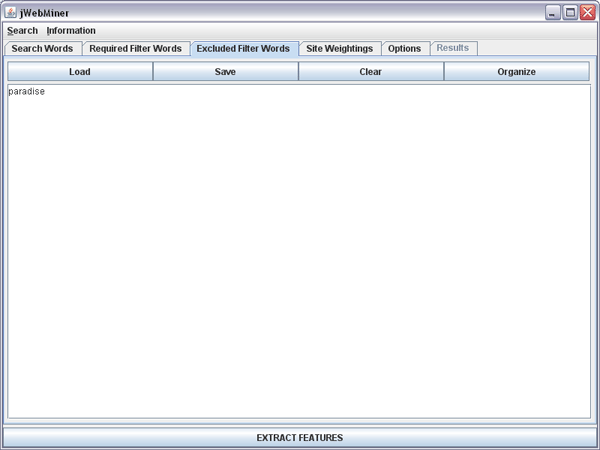 jWebMiner
Search Information
Search Words Required Filter Words Excluded Filter Words Site Weightings Options Results
Load Save Clear Organize
paradise
EXTRACT FEATURES